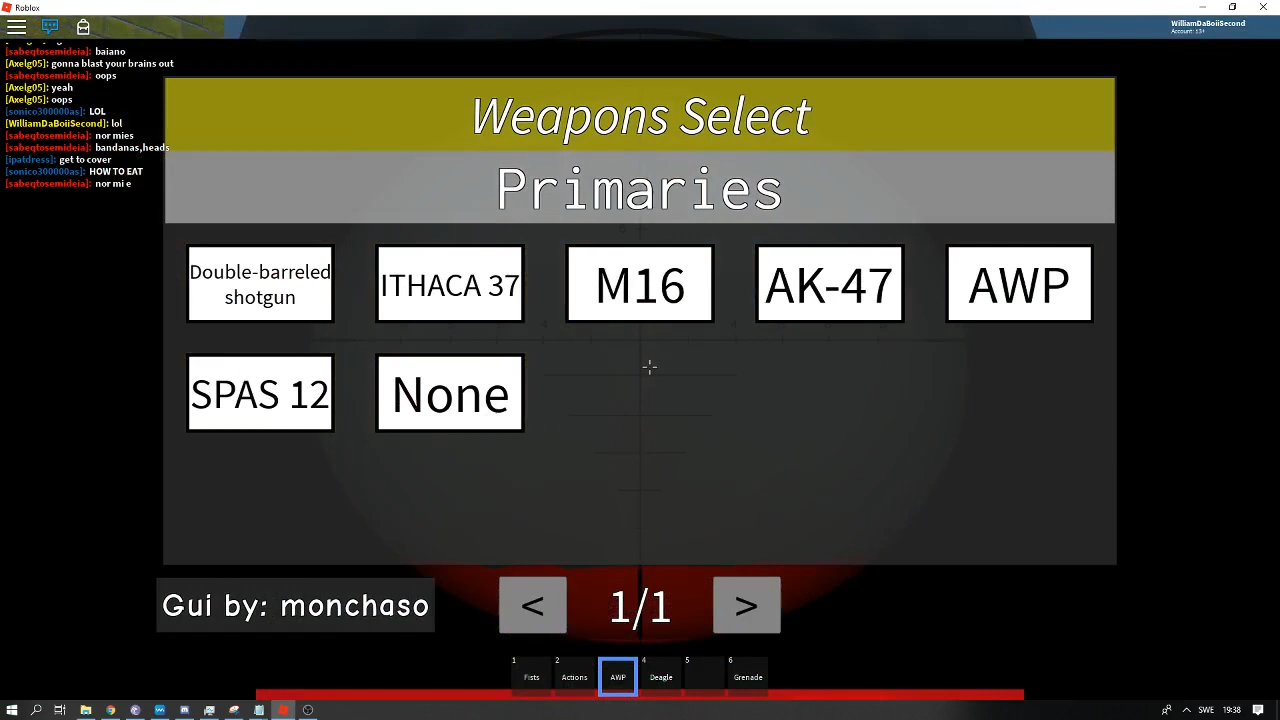 Roblox
WilliamDaBoiiSecond
Account: 13+
[sabeqtosemideia]: baiano
[Axelg05]: gonna blast your brains out
[sabeqtosemideia]: oops
[Axelg05]: yeah
[Axelg05]: oops
[sonico300000as]: LOL
[WilliamDaBoiiSecond]: lol
[sabeqtosemideia]: nor mies
[sabeqtosemideia]: bandanas,heads
[ipatdress]: get to cover
[sonico300000as]: HOW TO EAT
[sabeqtosemideia]: nor mi e
Weapons Select
Primaries
Double-barreled
shotgun
ITHACA 37
M16
AK-47
AWP
SPAS 12
None
Gui by: monchaso
<
1/1
>
1
Fists
2
Actions
AWP
4
Deagle
5
6
Grenade
SWE
19:38